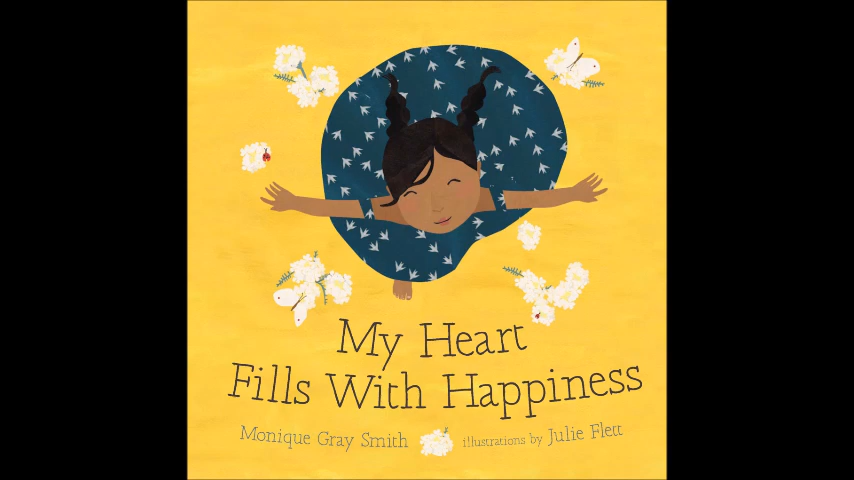 My Heart
Fills With Happiness
Monique Gray Smith illustrations by Julie Flett